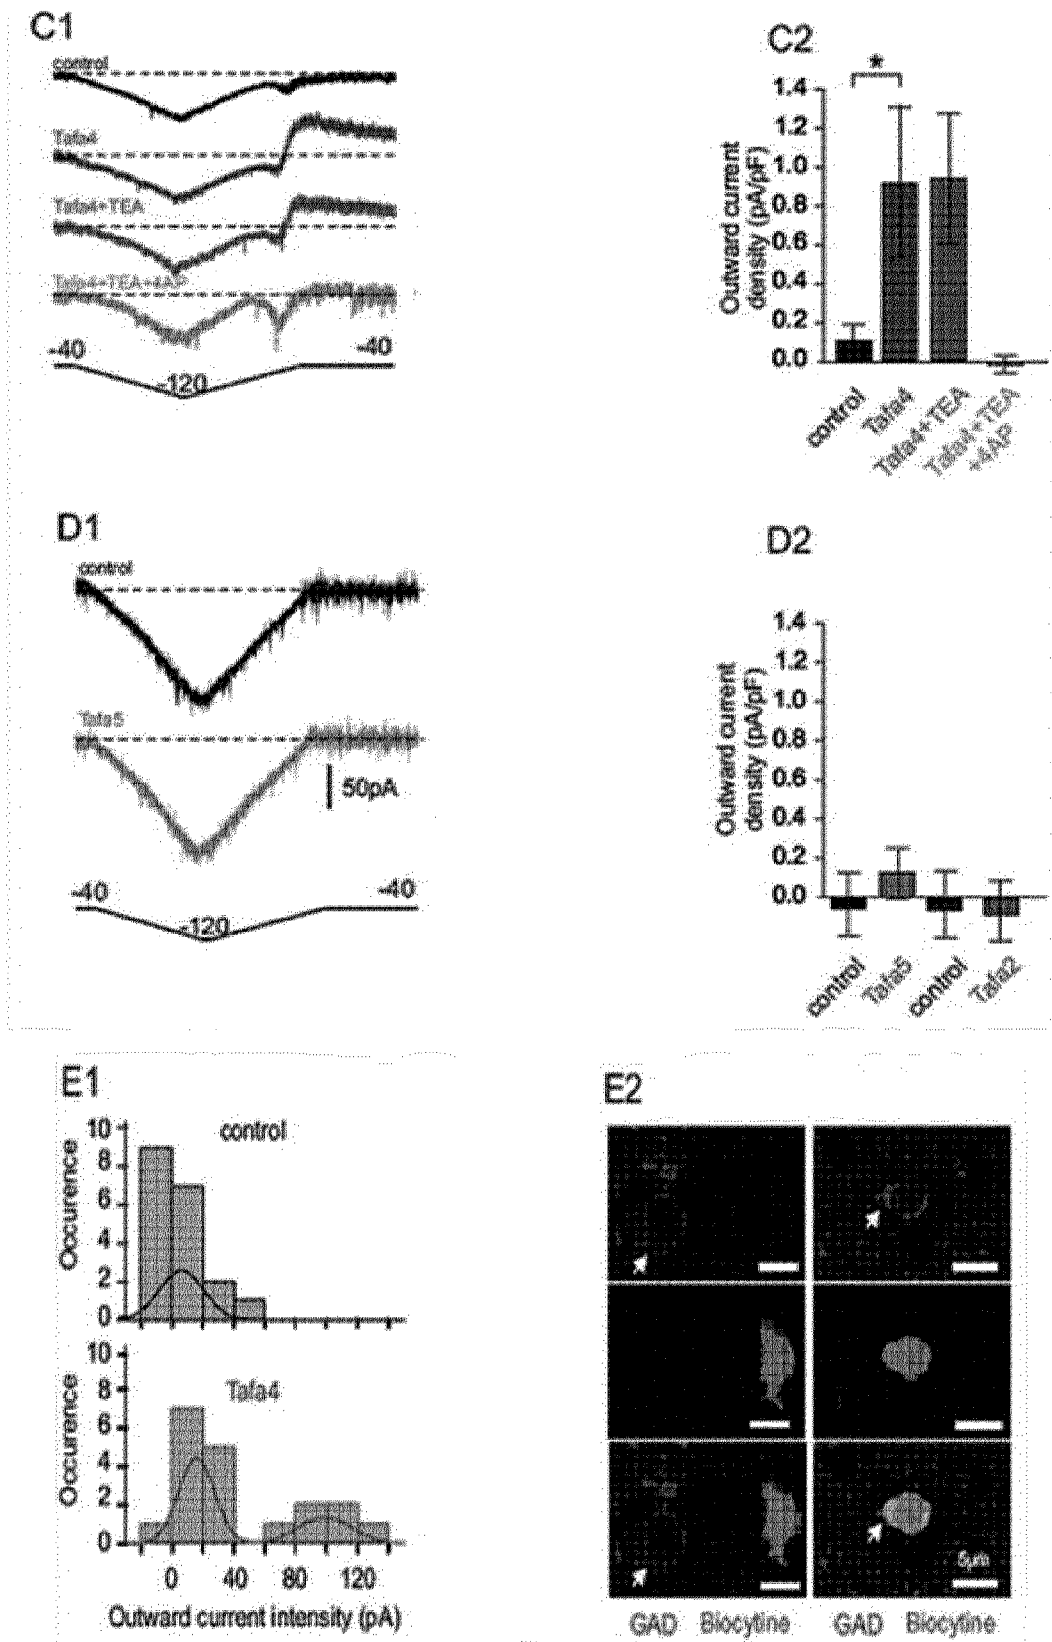 C1
control
Tafa4
Tafa4+TEA
Tafa4+TEA+4AP
-40
-120
-40
C2
*
Outward current
density (pA/pF)
1.4
1.2
1.0
0.8
0.6
0.4
0.2
0.0
control
Tafa4
Tafa4+TEA
Tafa4+TEA
+4AP
D1
control
Tafa5
50pA
-40
-120
-40
D2
Outward current
density (pA/pF)
1.4
1.2
1.0
0.8
0.6
0.4
0.2
0.0
control
Tafa5
control
Tafa2
E1
control
Occurence
10
8
6
4
2
0
Tafa4
Occurence
10
8
6
4
2
0
0 40 80 120
Outward current intensity (pA)
E2
5µm
GAD Biocytine GAD Biocytine